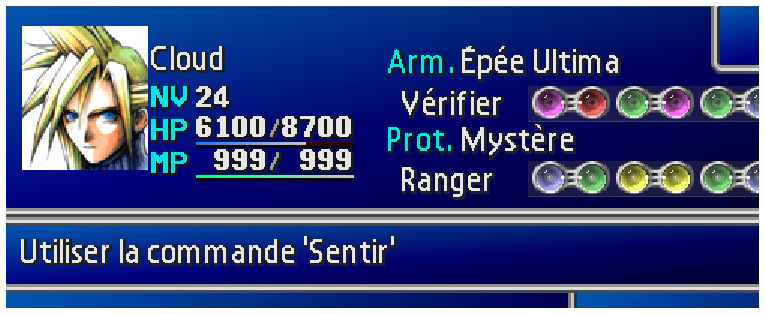 Cloud
NV 24
HP 6100/8700
MP 999/ 999
Arm. Épée Ultima
Vérifier
Prot. Mystère
Ranger
Utiliser la commande 'Sentir'